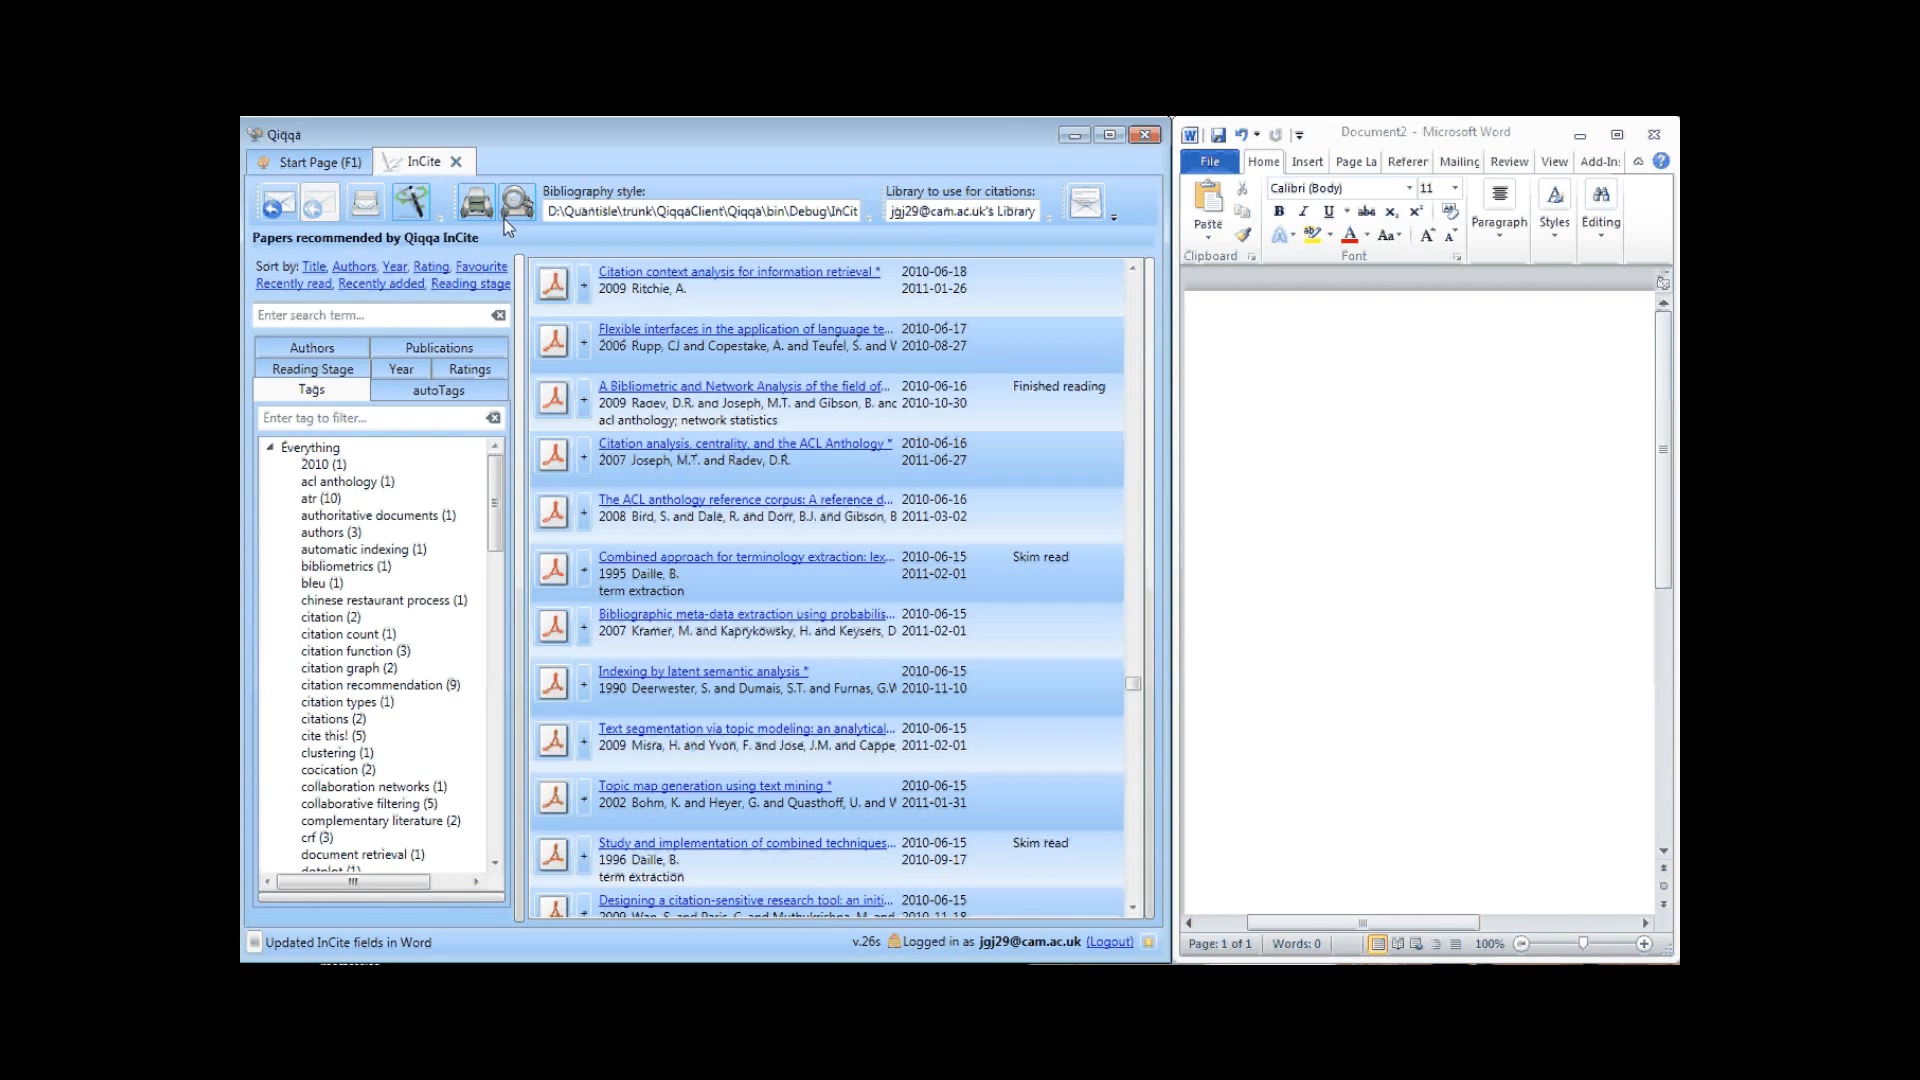 Qiqqa
Start Page (F1)
InCite
Bibliography style:
D:\Quantisle\trunk\QiqqaClient\Qiqqa\bin\Debug\InCit
Library to use for citations:
jgj29@cam.ac.uk's Library
Papers recommended by Qiqqa InCite
Sort by: Title, Authors, Year, Rating, Favourite
Recently read, Recently added, Reading stage
Enter search term...
Authors Publications
Reading Stage Year Ratings
Tags autoTags
Enter tag to filter...
Everything
2010 (1)
acl anthology (1)
atr (10)
authoritative documents (1)
authors (3)
automatic indexing (1)
bibliometrics (1)
bleu (1)
chinese restaurant process (1)
citation (2)
citation count (1)
citation function (3)
citation graph (2)
citation recommendation (9)
citation types (1)
citations (2)
cite this! (5)
clustering (1)
cocication (2)
collaboration networks (1)
collaborative filtering (5)
complementary literature (2)
crf (3)
document retrieval (1)
Citation context analysis for information retrieval * 2010-06-18
2009 Ritchie, A. 2011-01-26
Flexible interfaces in the application of language te... 2010-06-17
2006 Rupp, CJ and Copestake, A. and Teufel, S. and V 2010-08-27
A Bibliometric and Network Analysis of the field of... 2010-06-16 Finished reading
2009 Radev, D.R. and Joseph, M.T. and Gibson, B. anc 2010-10-30
acl anthology; network statistics
Citation analysis, centrality, and the ACL Anthology * 2010-06-16
2007 Joseph, M.T. and Radev, D.R. 2011-06-27
The ACL anthology reference corpus: A reference d... 2010-06-16
2008 Bird, S. and Dale, R. and Dorr, B.J. and Gibson, B 2011-03-02
Combined approach for terminology extraction: lex... 2010-06-15 Skim read
1995 Daille, B. 2011-02-01
term extraction
Bibliographic meta-data extraction using probabilis... 2010-06-15
2007 Kramer, M. and Kaprykowsky, H. and Keysers, D 2011-02-01
Indexing by latent semantic analysis * 2010-06-15
1990 Deerwester, S. and Dumais, S.T. and Furnas, G.W 2010-11-10
Text segmentation via topic modeling: an analytical... 2010-06-15
2009 Misra, H. and Yvon, F. and Jose, J.M. and Cappe, 2011-02-01
Topic map generation using text mining * 2010-06-15
2002 Bohm, K. and Heyer, G. and Quasthoff, U. and V 2011-01-31
Study and implementation of combined techniques... 2010-06-15 Skim read
1996 Daille, B. 2010-09-17
term extraction
Designing a citation-sensitive research tool: an initi... 2010-06-15
2009 Wan, S. and Paris, C. and Muthukrishna, M. and 2010-11-18
Updated InCite fields in Word
v.26s Logged in as jgj29@cam.ac.uk (Logout)
Document2 - Microsoft Word
File Home Insert Page La Referer Mailing Review View Add-In:
Calibri (Body) 11
Paste
B I U abc x₂ x²
A ab A Aa A A
Paragraph Styles Editing
Clipboard Font
Page: 1 of 1 Words: 0 100%